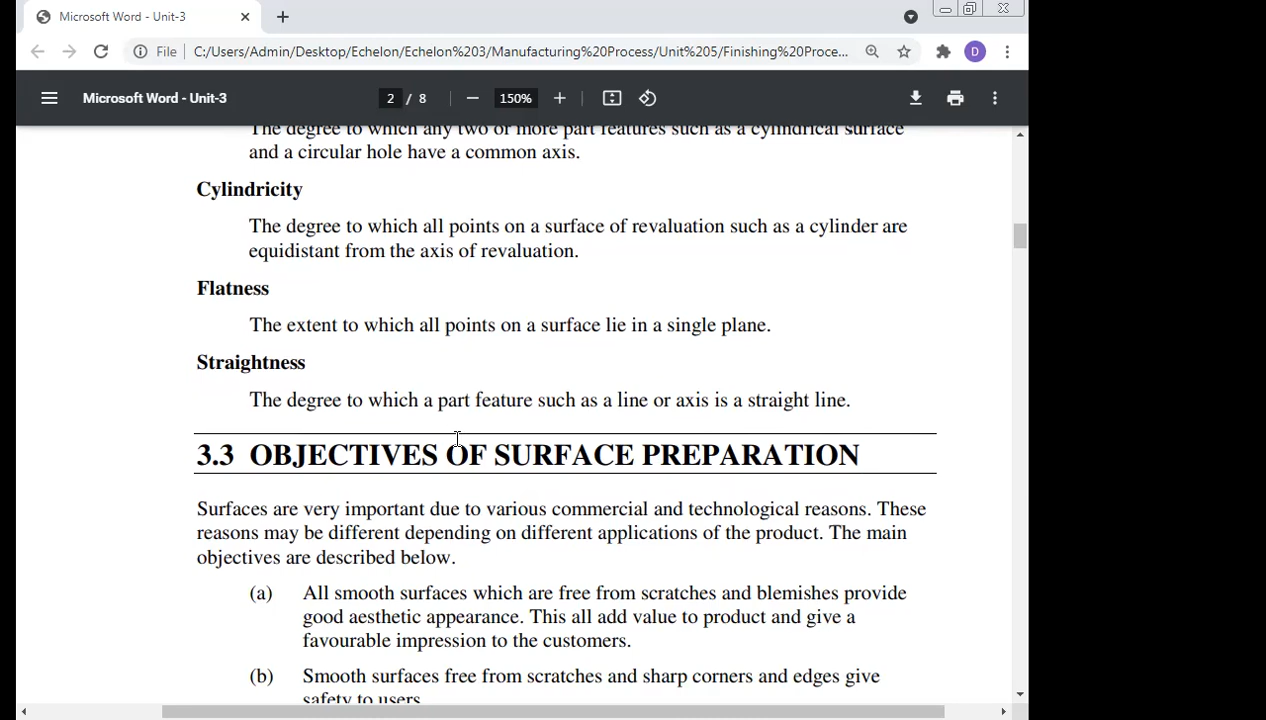 Microsoft Word - Unit-3
File C:/Users/Admin/Desktop/Echelon/Echelon%203/Manufacturing%20Process/Unit%205/Finishing%20Proce... D
Microsoft Word - Unit-3 2 / 8 150%
The degree to which any two or more part features such as a cylindrical surface
and a circular hole have a common axis.
Cylindricity
The degree to which all points on a surface of revaluation such as a cylinder are
equidistant from the axis of revaluation.
Flatness
The extent to which all points on a surface lie in a single plane.
Straightness
The degree to which a part feature such as a line or axis is a straight line.
3.3 OBJECTIVES OF SURFACE PREPARATION
Surfaces are very important due to various commercial and technological reasons. These
reasons may be different depending on different applications of the product. The main
objectives are described below.
(a) All smooth surfaces which are free from scratches and blemishes provide
good aesthetic appearance. This all add value to product and give a
favourable impression to the customers.
(b) Smooth surfaces free from scratches and sharp corners and edges give
safety to users.